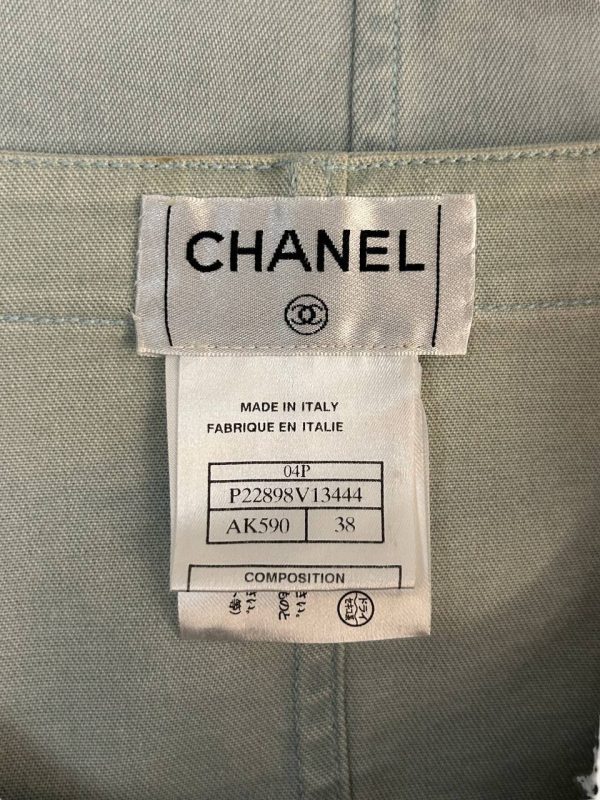 CHANEL
MADE IN ITALY
FABRIQUE EN ITALIE
04P
P22898V13444
AK590 38
COMPOSITION